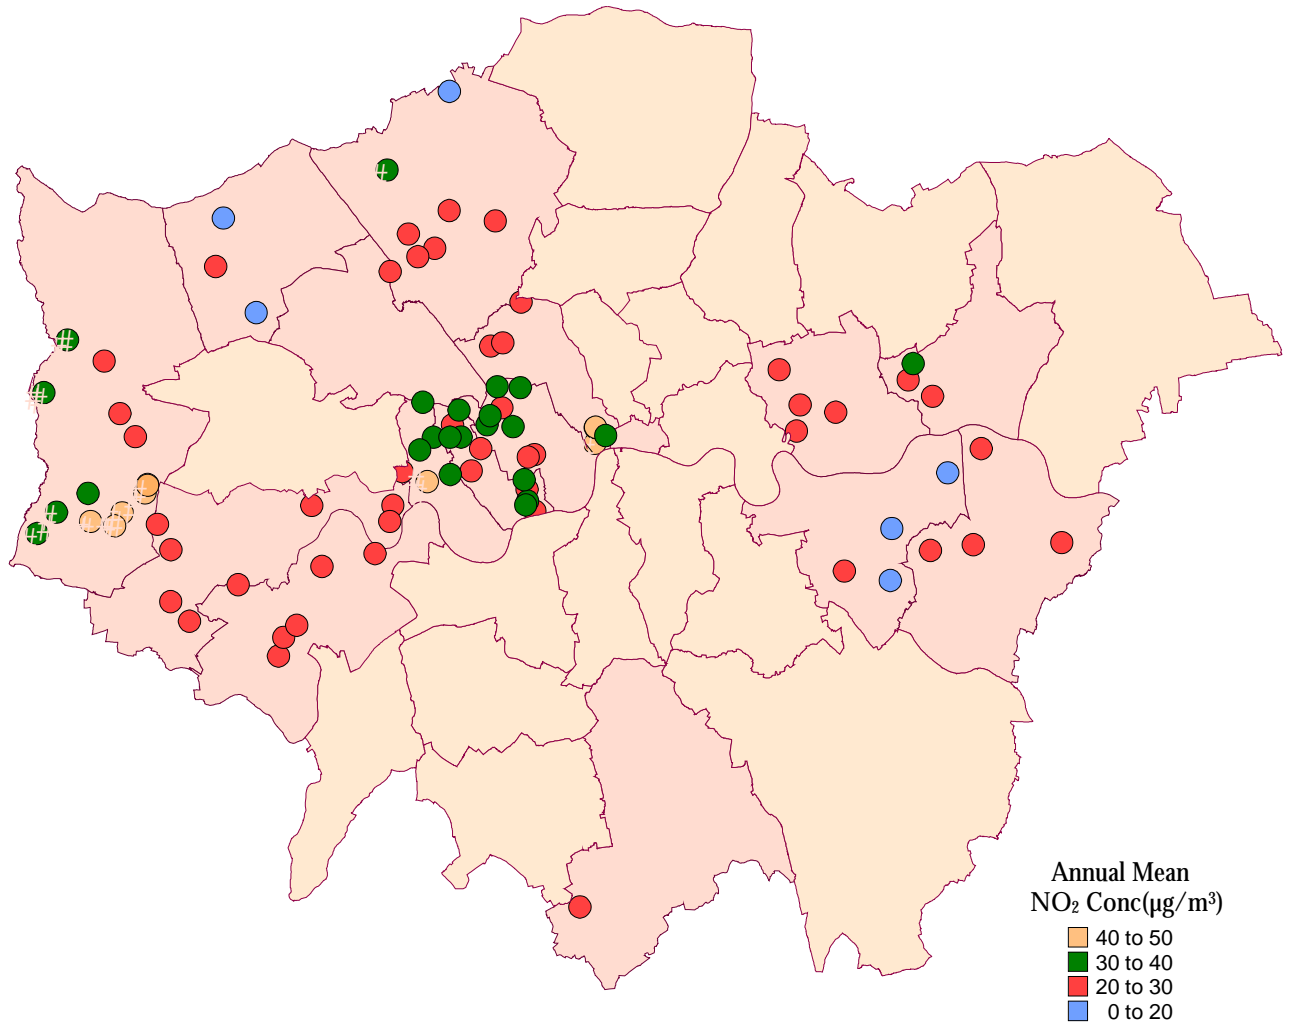 Annual Mean
NO₂ Conc(µg/m³)
40 to 50
30 to 40
20 to 30
0 to 20